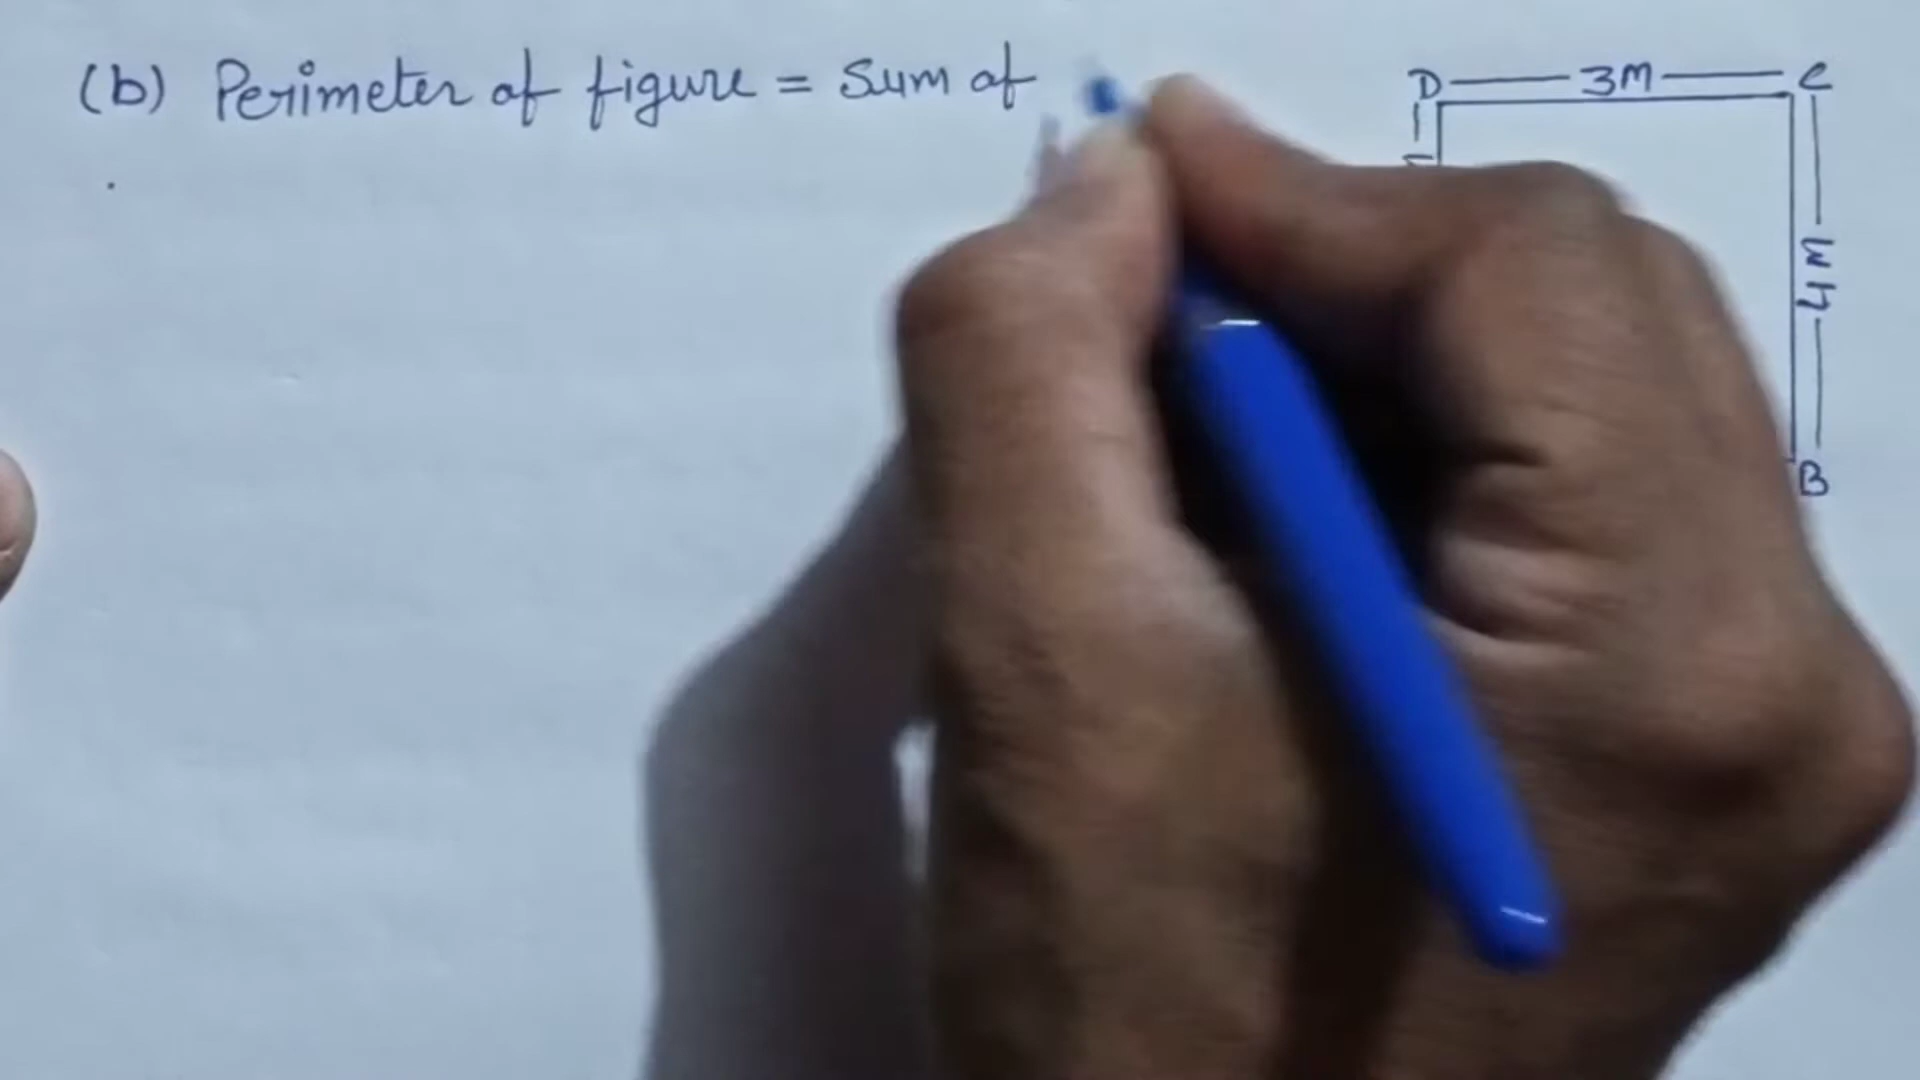 (b) Perimeter of figure = Sum of
D 3M C
4M
B